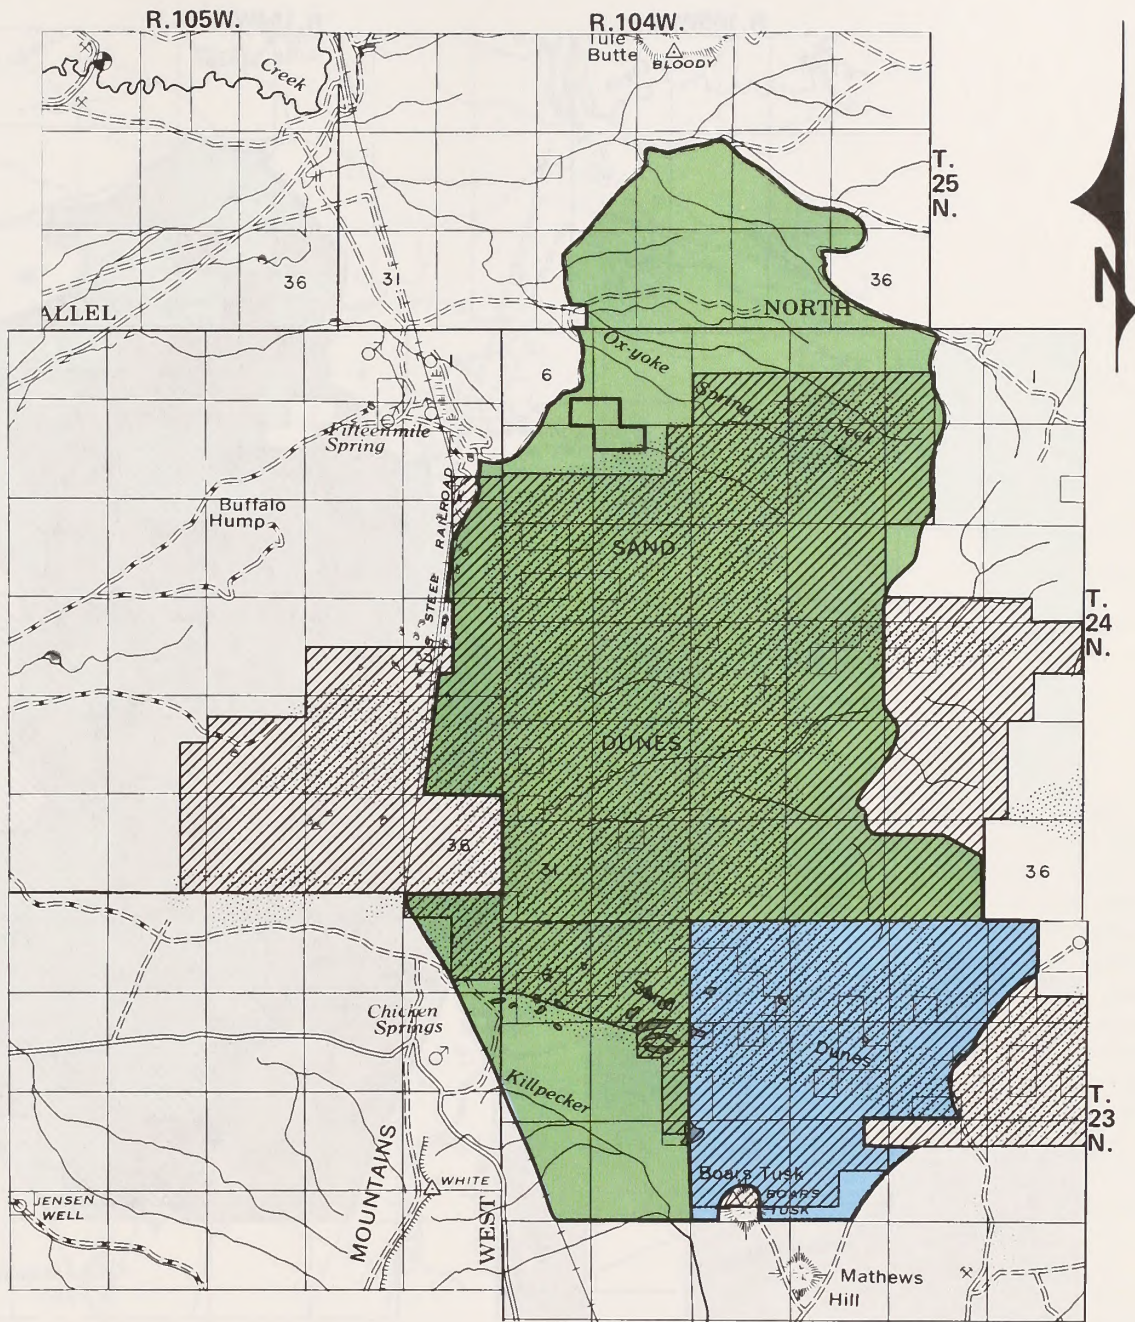 R.105W.
R.104W.
Tule
Butte
BLOODY
Creek
T.
25
N.
N
36
31
36
ALLEL
NORTH
Ox-yoke
Spring
Creek
6
1
1
Fifteenmile
Spring
Buffalo
Hump
U.S. STEEL RAILROAD
SAND
T.
24
N.
DUNES
36
31
36
6
Sand
Dunes
Chicken
Springs
Killpecker
T.
23
N.
MOUNTAINS
WHITE
WEST
JENSEN
WELL
Boars Tusk
BOARS
TUSK
Mathews
Hill